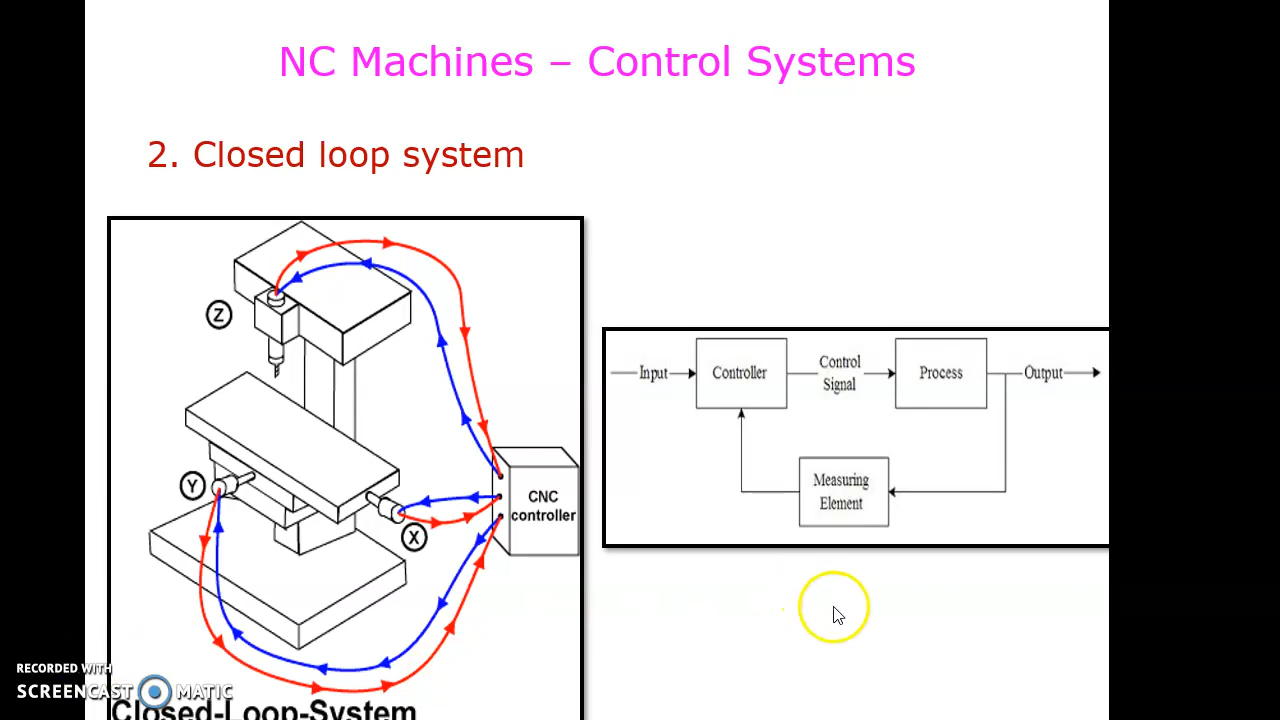 NC Machines – Control Systems
2. Closed loop system
Z
Y
X
CNC
controller
Closed-Loop-System
Input
Controller
Control
Signal
Process
Output
Measuring
Element
RECORDED WITH
SCREENCAST MATIC